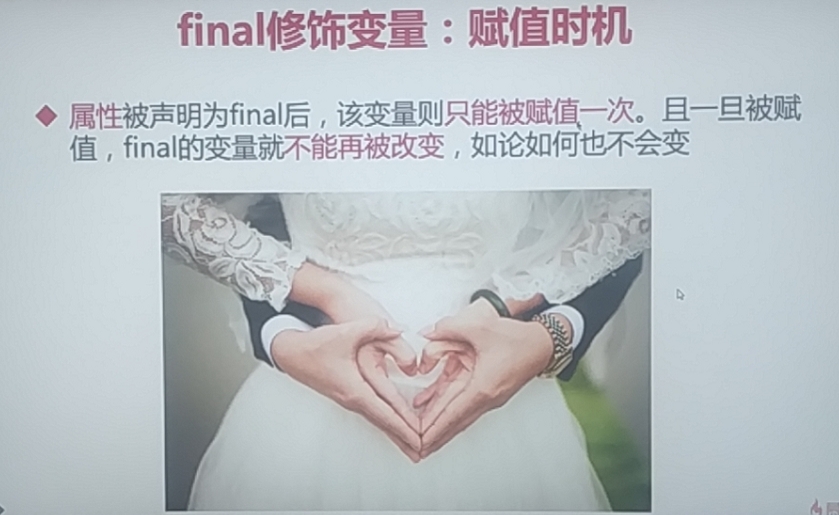 final修饰变量：赋值时机
属性被声明为final后，该变量则只能被赋值一次。且一旦被赋
值，final的变量就不能再被改变，如论如何也不会变